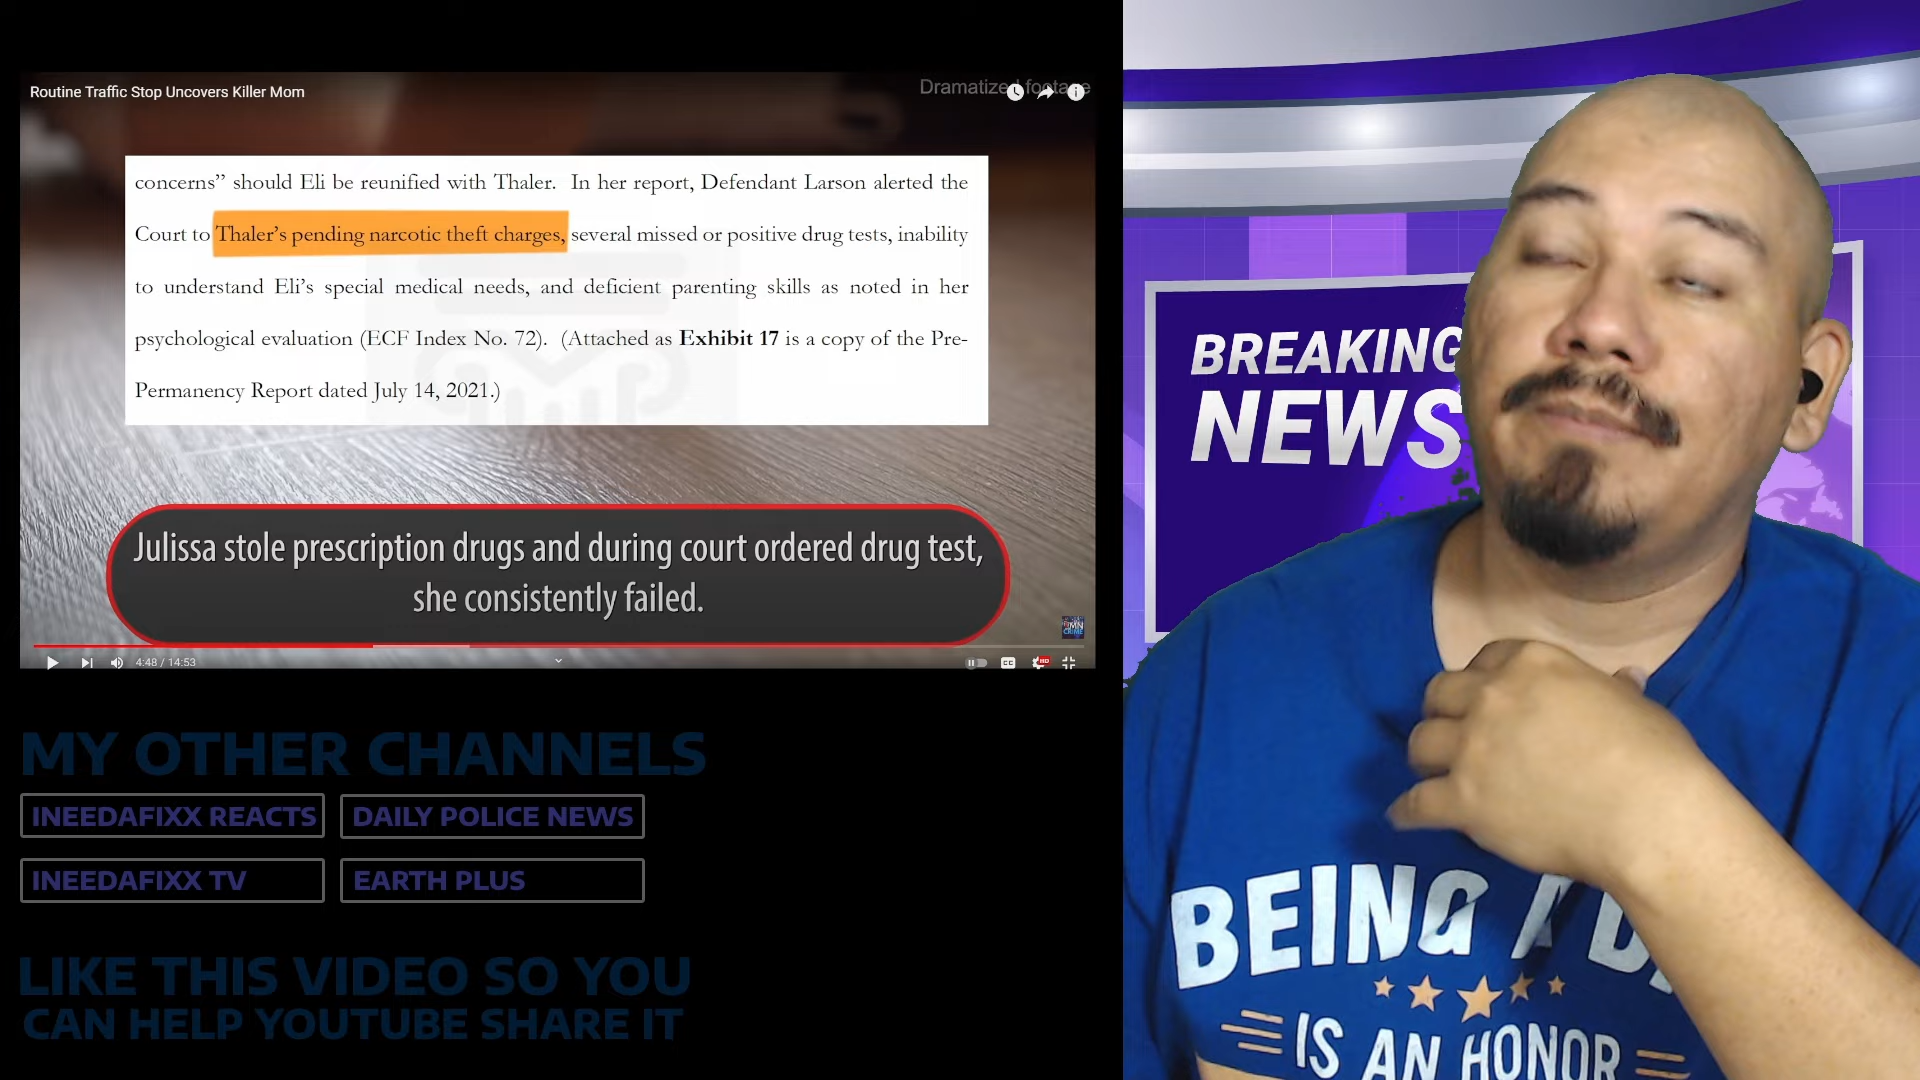 Routine Traffic Stop Uncovers Killer Mom
Dramatized footage
concerns” should Eli be reunified with Thaler. In her report, Defendant Larson alerted the
Court to Thaler’s pending narcotic theft charges, several missed or positive drug tests, inability
to understand Eli’s special medical needs, and deficient parenting skills as noted in her
psychological evaluation (ECF Index No. 72). (Attached as Exhibit 17 is a copy of the Pre-
Permanency Report dated July 14, 2021.)
Julissa stole prescription drugs and during court ordered drug test,
she consistently failed.
MN
CRIME
4:48 / 14:53
CC
HD
MY OTHER CHANNELS
INEEDAFIXX REACTS
DAILY POLICE NEWS
INEEDAFIXX TV
EARTH PLUS
LIKE THIS VIDEO SO YOU
CAN HELP YOUTUBE SHARE IT
BREAKING
NEWS
BEING A D
IS AN HONOR